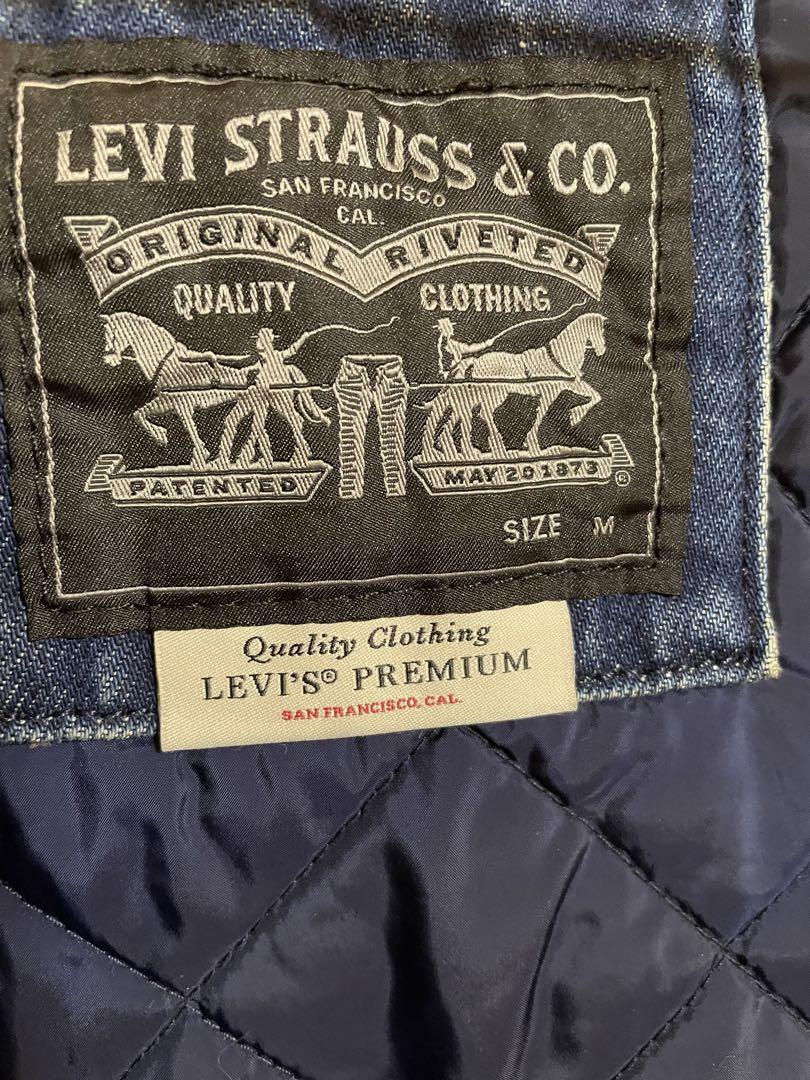 LEVI STRAUSS & CO.
SAN FRANCISCO
CAL.
ORIGINAL RIVETED
QUALITY CLOTHING
PATENTED MAY 20 1873 ®
SIZE M
Quality Clothing
LEVI'S® PREMIUM
SAN FRANCISCO, CAL.